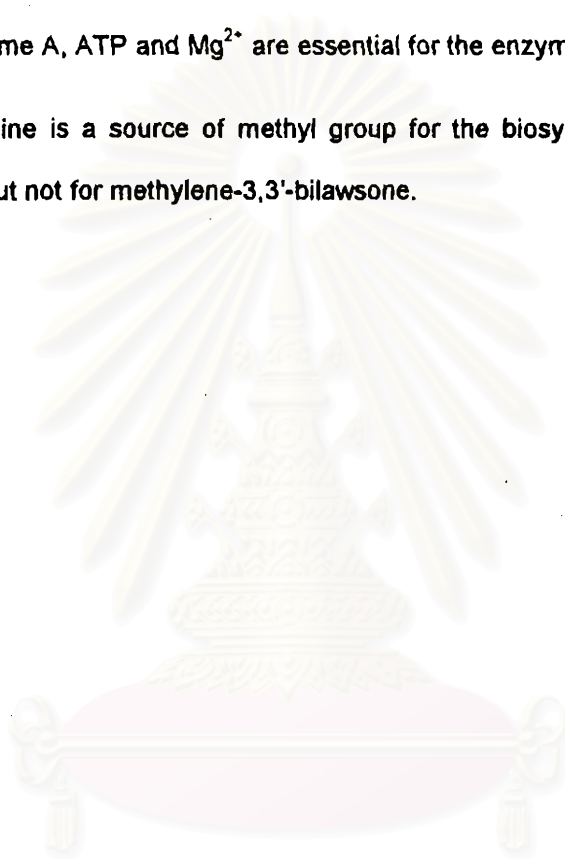 me A, ATP and Mg²⁺ are essential for the enzym
ine is a source of methyl group for the biosy
ut not for methylene-3,3'-bilawsone.